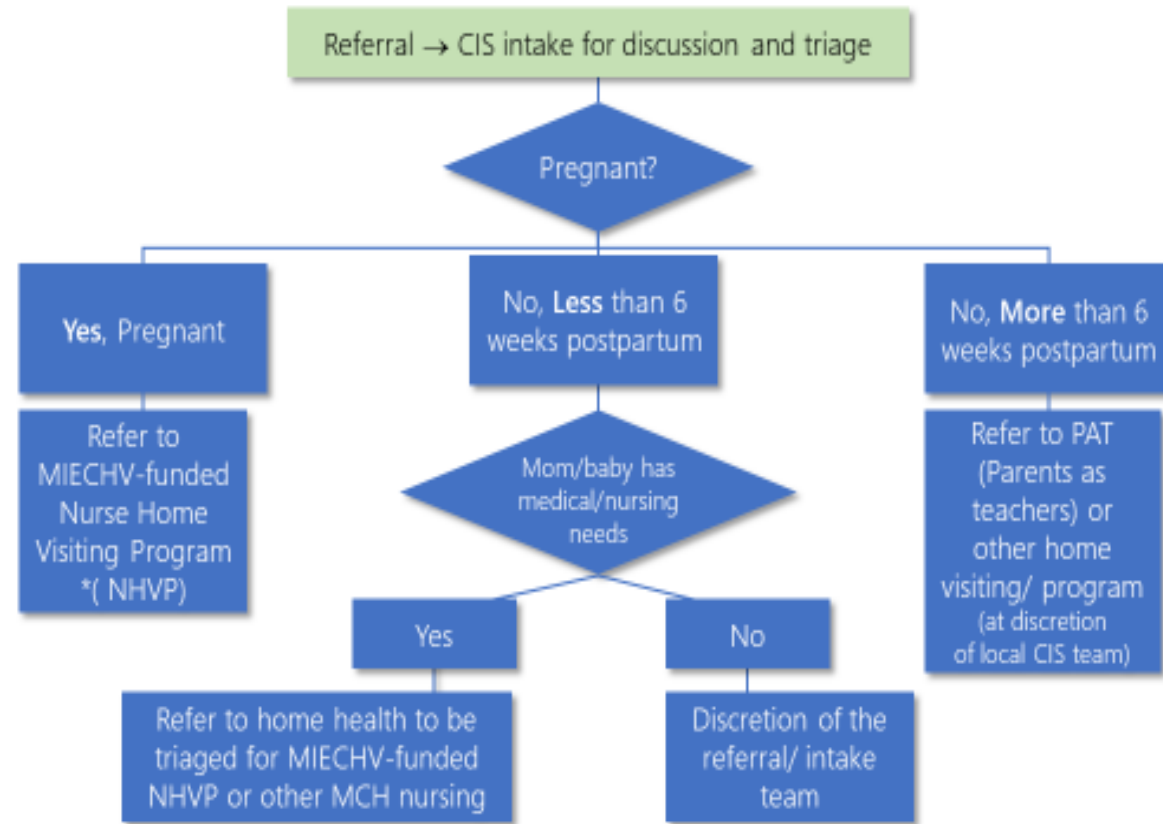 Referral → CIS intake for discussion and triage
Pregnant?
Yes, Pregnant
No, Less than 6
weeks postpartum
No, More than 6
weeks postpartum
Refer to
MIECHV-funded
Nurse Home
Visiting Program
*( NHVP)
Mom/baby has
medical/nursing
needs
Refer to PAT
(Parents as
teachers) or
other home
visiting/ program
(at discretion
of local CIS team)
Yes
No
Refer to home health to be
triaged for MIECHV-funded
NHVP or other MCH nursing
Discretion of the
referral/ intake
team